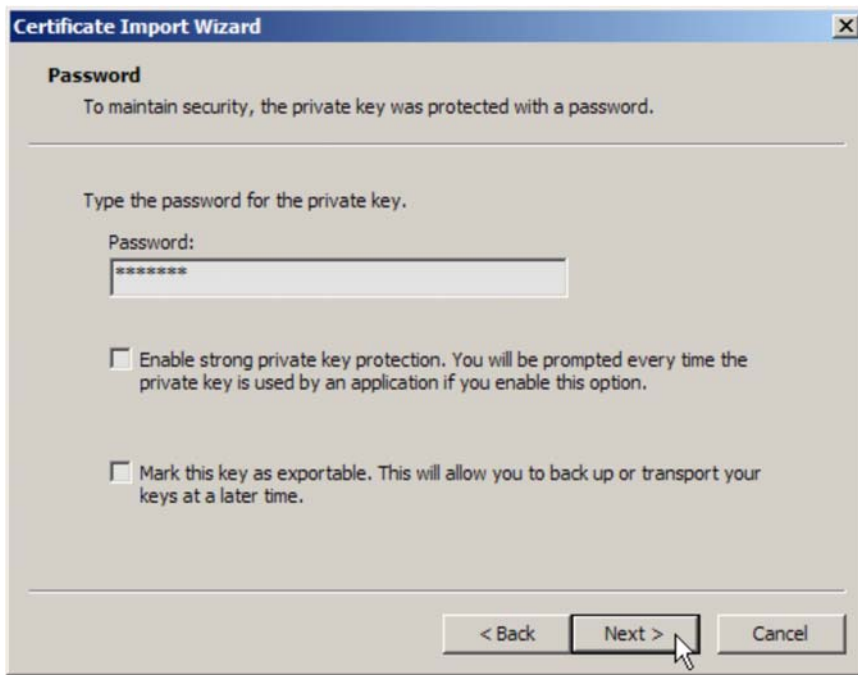 Certificate Import Wizard
Password
To maintain security, the private key was protected with a password.
Type the password for the private key.
Password:
*******
Enable strong private key protection. You will be prompted every time the
private key is used by an application if you enable this option.
Mark this key as exportable. This will allow you to back up or transport your
keys at a later time.
< Back Next > Cancel